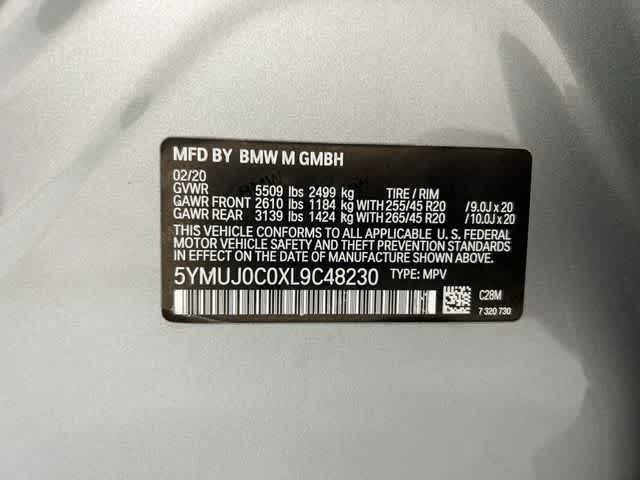 MFD BY BMW M GMBH
02/20
GVWR 5509 lbs 2499 kg TIRE / RIM
GAWR FRONT 2610 lbs 1184 kg WITH 255/45 R20 /9.0J x 20
GAWR REAR 3139 lbs 1424 kg WITH 265/45 R20 /10.0J x 20
THIS VEHICLE CONFORMS TO ALL APPLICABLE U. S. FEDERAL
MOTOR VEHICLE SAFETY STANDARDS IN EFFECT ON THE
DATE OF MANUFACTURE SHOWN ABOVE.
5YMUJ0C0XL9C48230 TYPE: MPV
C28M
7 320 730